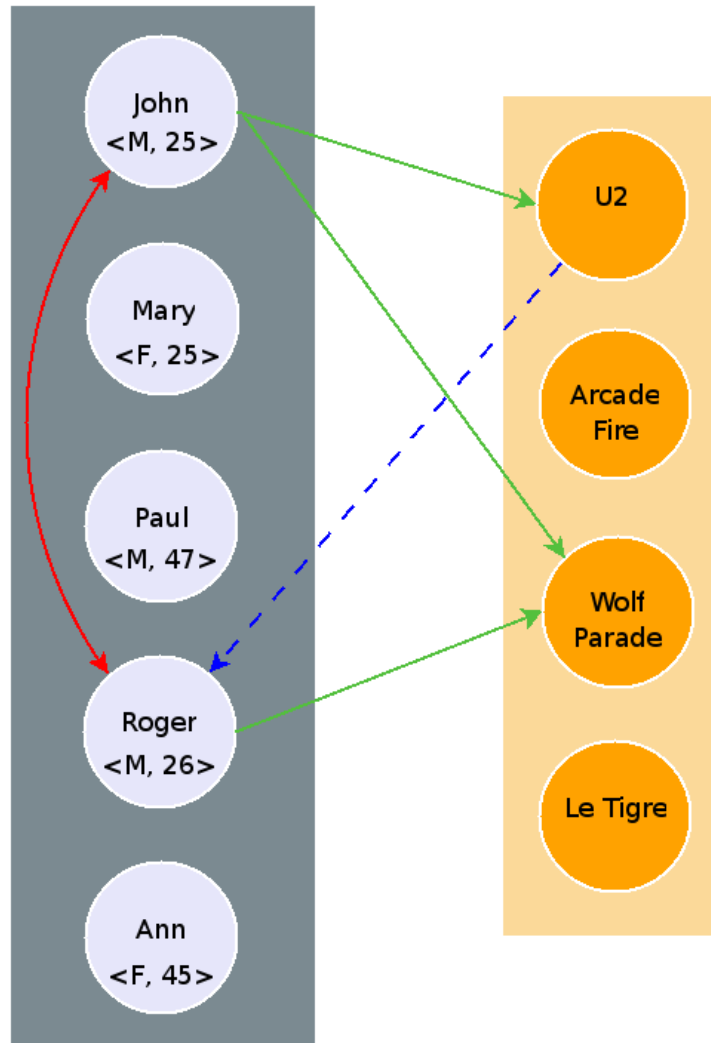 John
<M, 25>
Mary
<F, 25>
Paul
<M, 47>
Roger
<M, 26>
Ann
<F, 45>
U2
Arcade
Fire
Wolf
Parade
Le Tigre